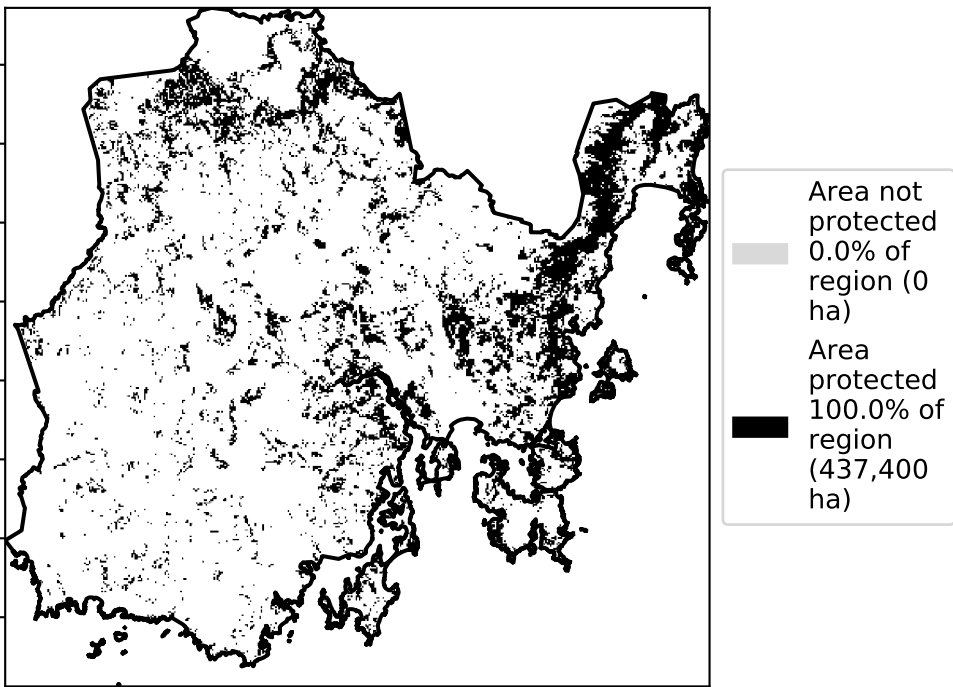 Area not
protected
0.0% of
region (0
ha)
Area
protected
100.0% of
region
(437,400
ha)